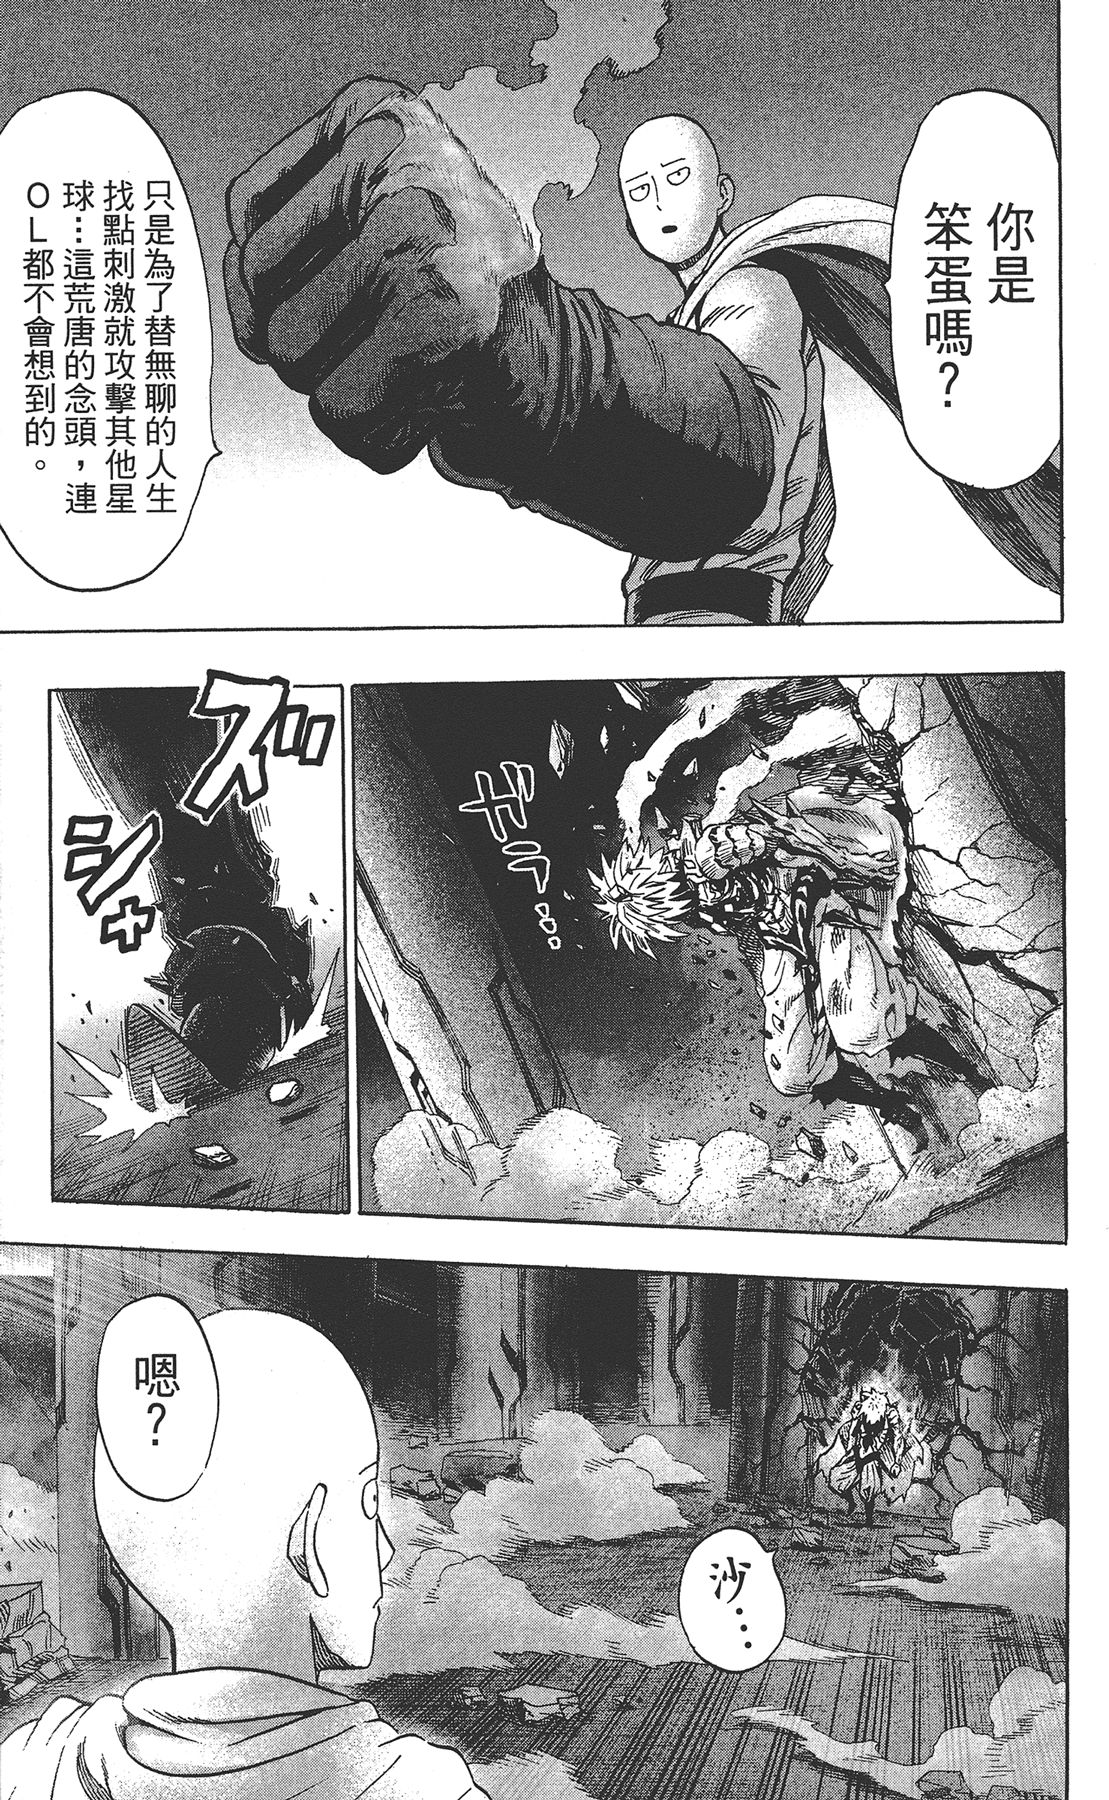 你是
笨蛋嗎？
只是為了替無聊的人生
找點刺激就攻擊其他星
球…這荒唐的念頭，連
ＯＬ都不會想到的。
ゼラ…
ズシャ
沙…
嗯？